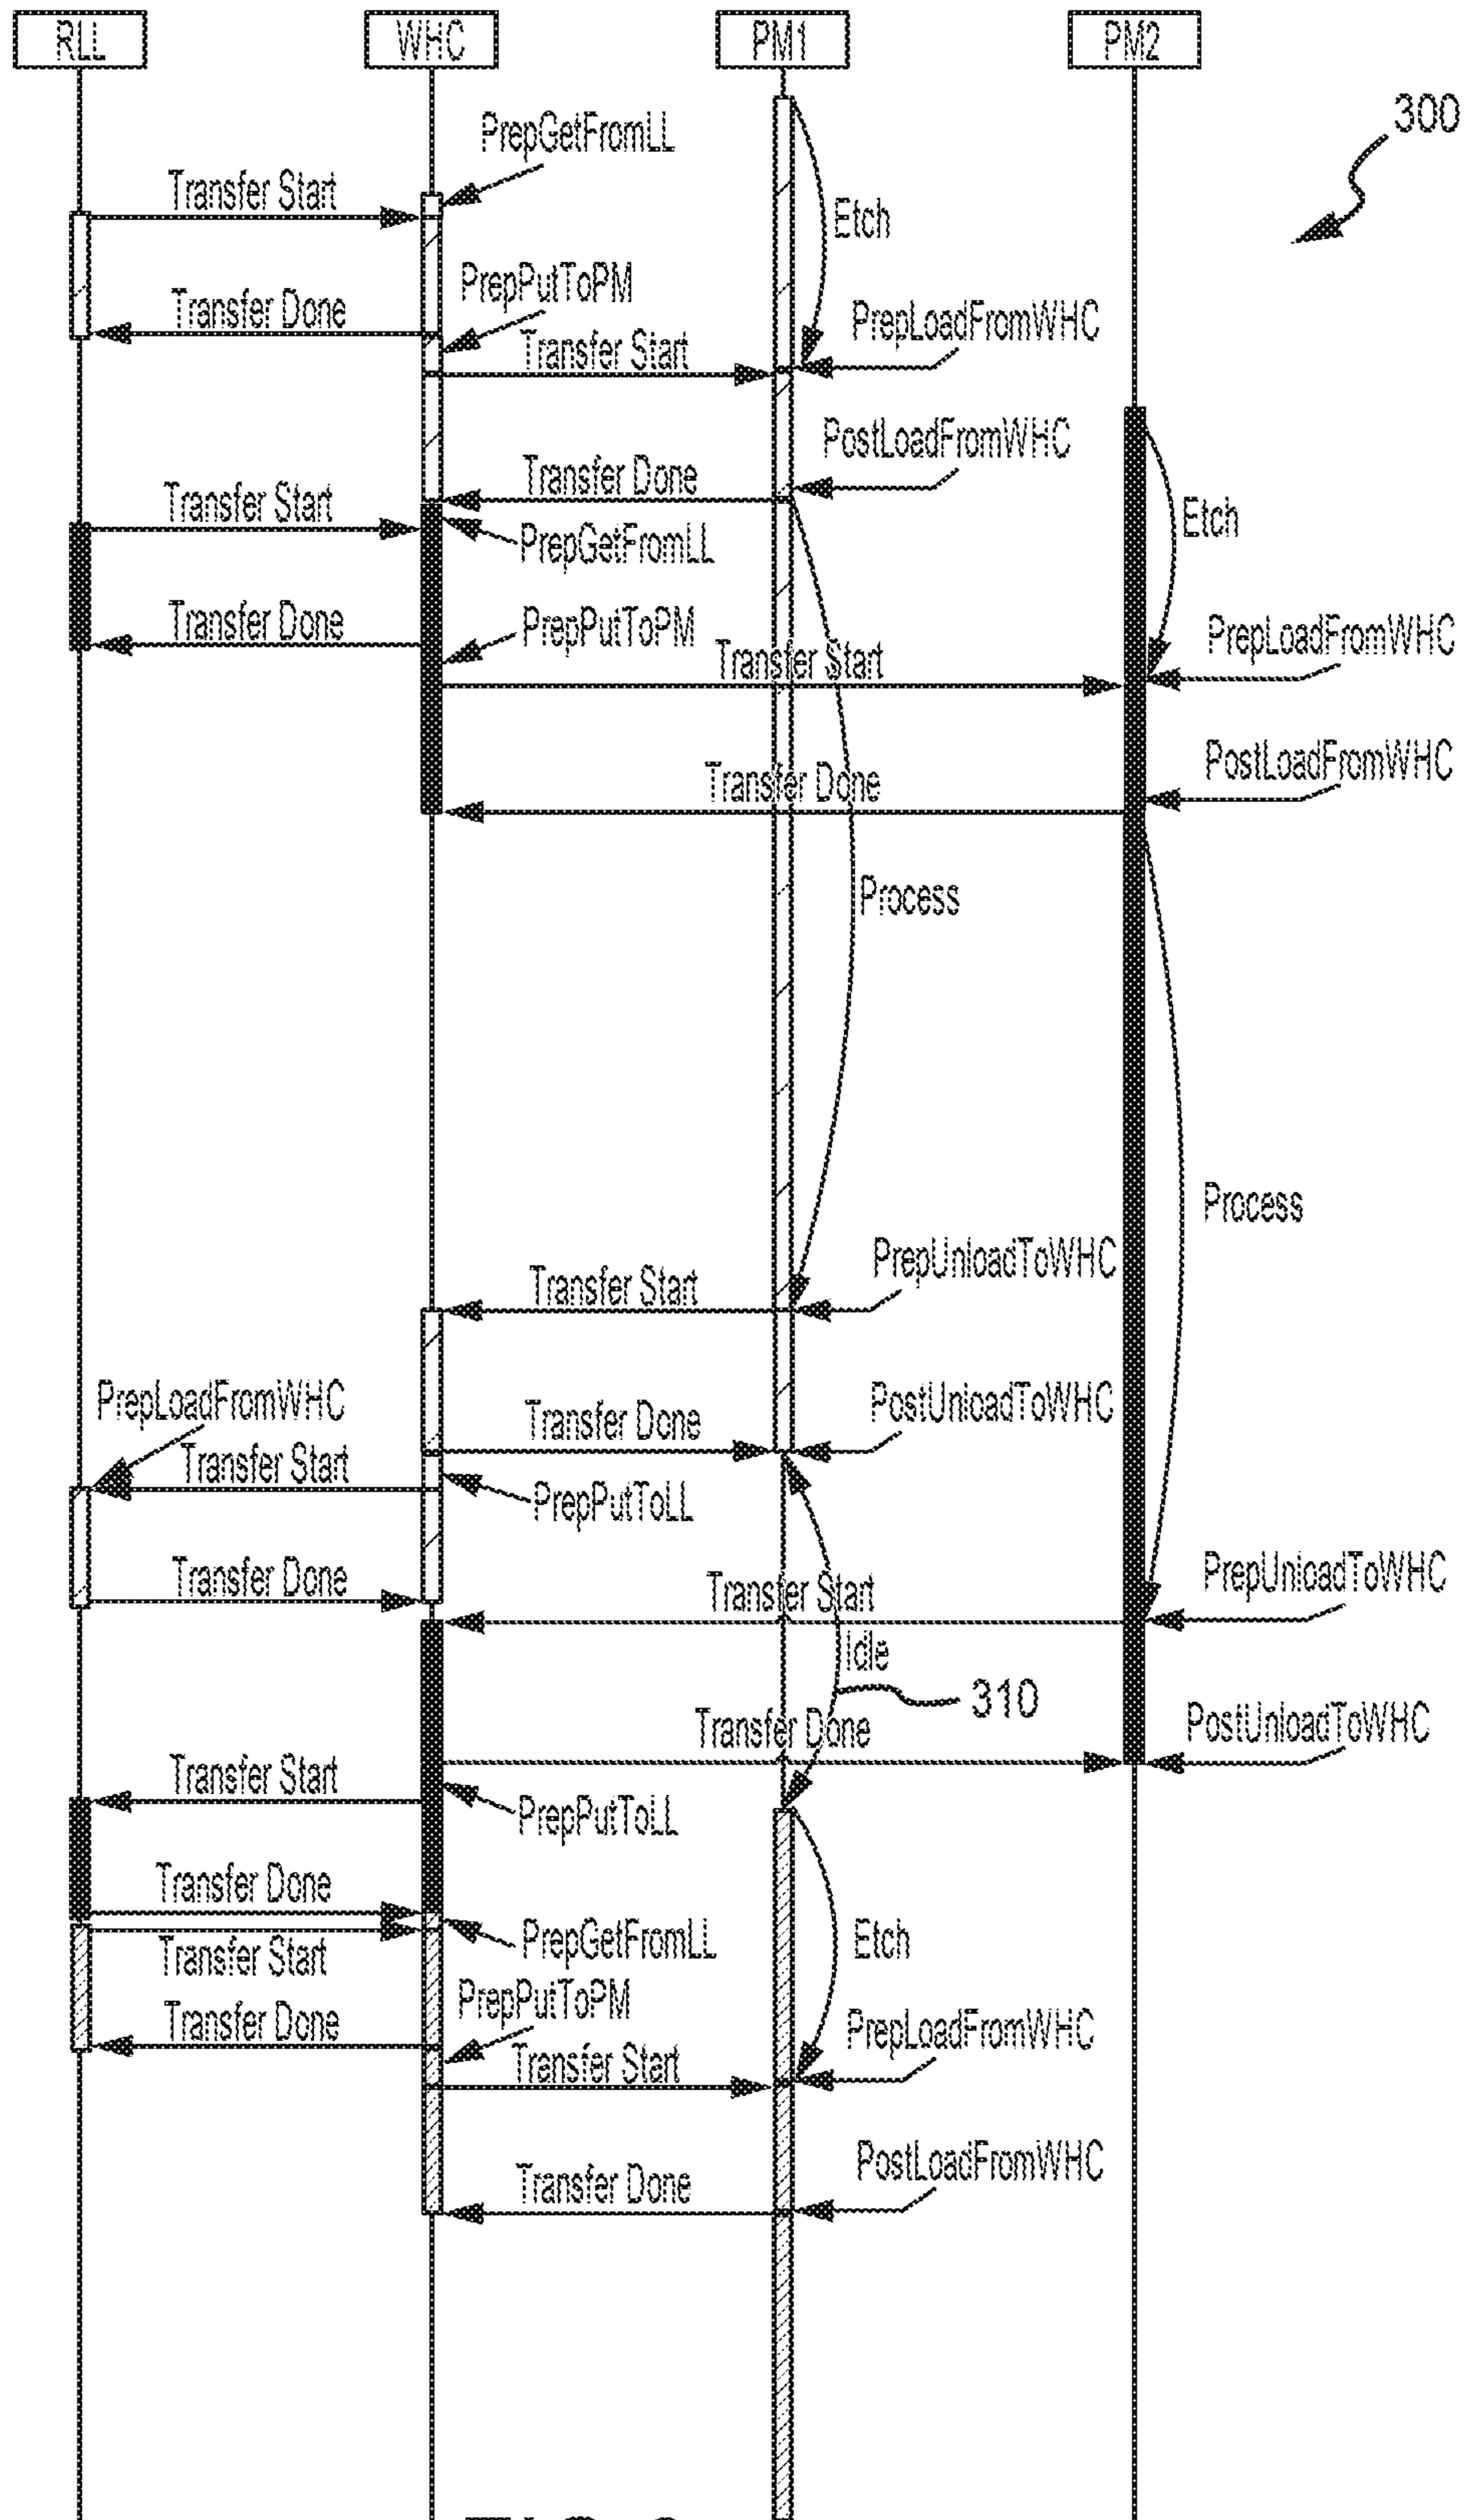 RLL WHC PM1 PM2
300
PrepGetFromLL
Transfer Start
Etch
PrepPutToPM
Transfer Done
PrepLoadFromWHC
Transfer Start
PostLoadFromWHC
Transfer Done
Transfer Start
Etch
PrepGetFromLL
Transfer Done
PrepPutToPM
PrepLoadFromWHC
Transfer Start
PostLoadFromWHC
Transfer Done
Process
Process
PrepUnloadToWHC
Transfer Start
PrepLoadFromWHC
PostUnloadToWHC
Transfer Done
Transfer Start
PrepPutToLL
Transfer Done
PrepUnloadToWHC
Transfer Start
Idle
310
PostUnloadToWHC
Transfer Done
Transfer Start
PrepPutToLL
Transfer Done
PrepGetFromLL
Etch
Transfer Start
PrepPutToPM
Transfer Done
PrepLoadFromWHC
Transfer Start
PostLoadFromWHC
Transfer Done